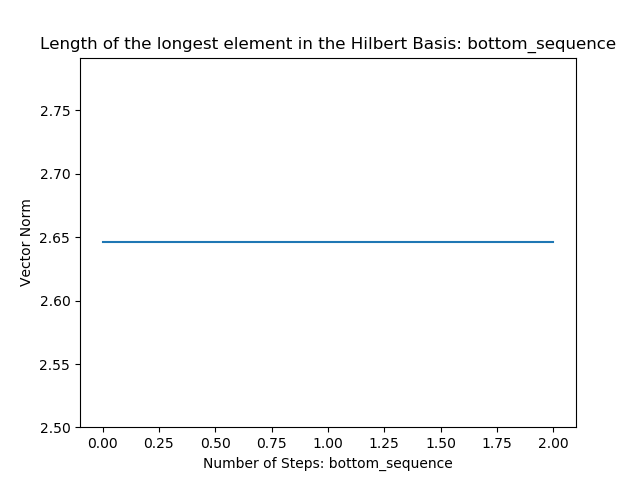 Length of the longest element in the Hilbert Basis: bottom_sequence
2.75
2.70
2.65
2.60
2.55
2.50
Vector Norm
0.00 0.25 0.50 0.75 1.00 1.25 1.50 1.75 2.00
Number of Steps: bottom_sequence